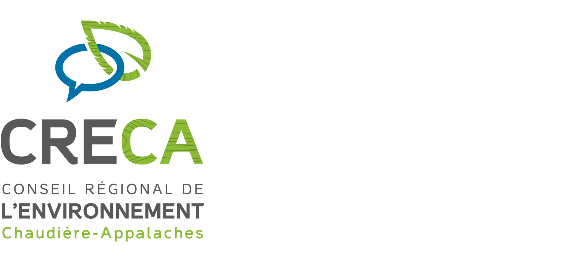 CRECA
CONSEIL RÉGIONAL DE
L'ENVIRONNEMENT
Chaudière-Appalaches